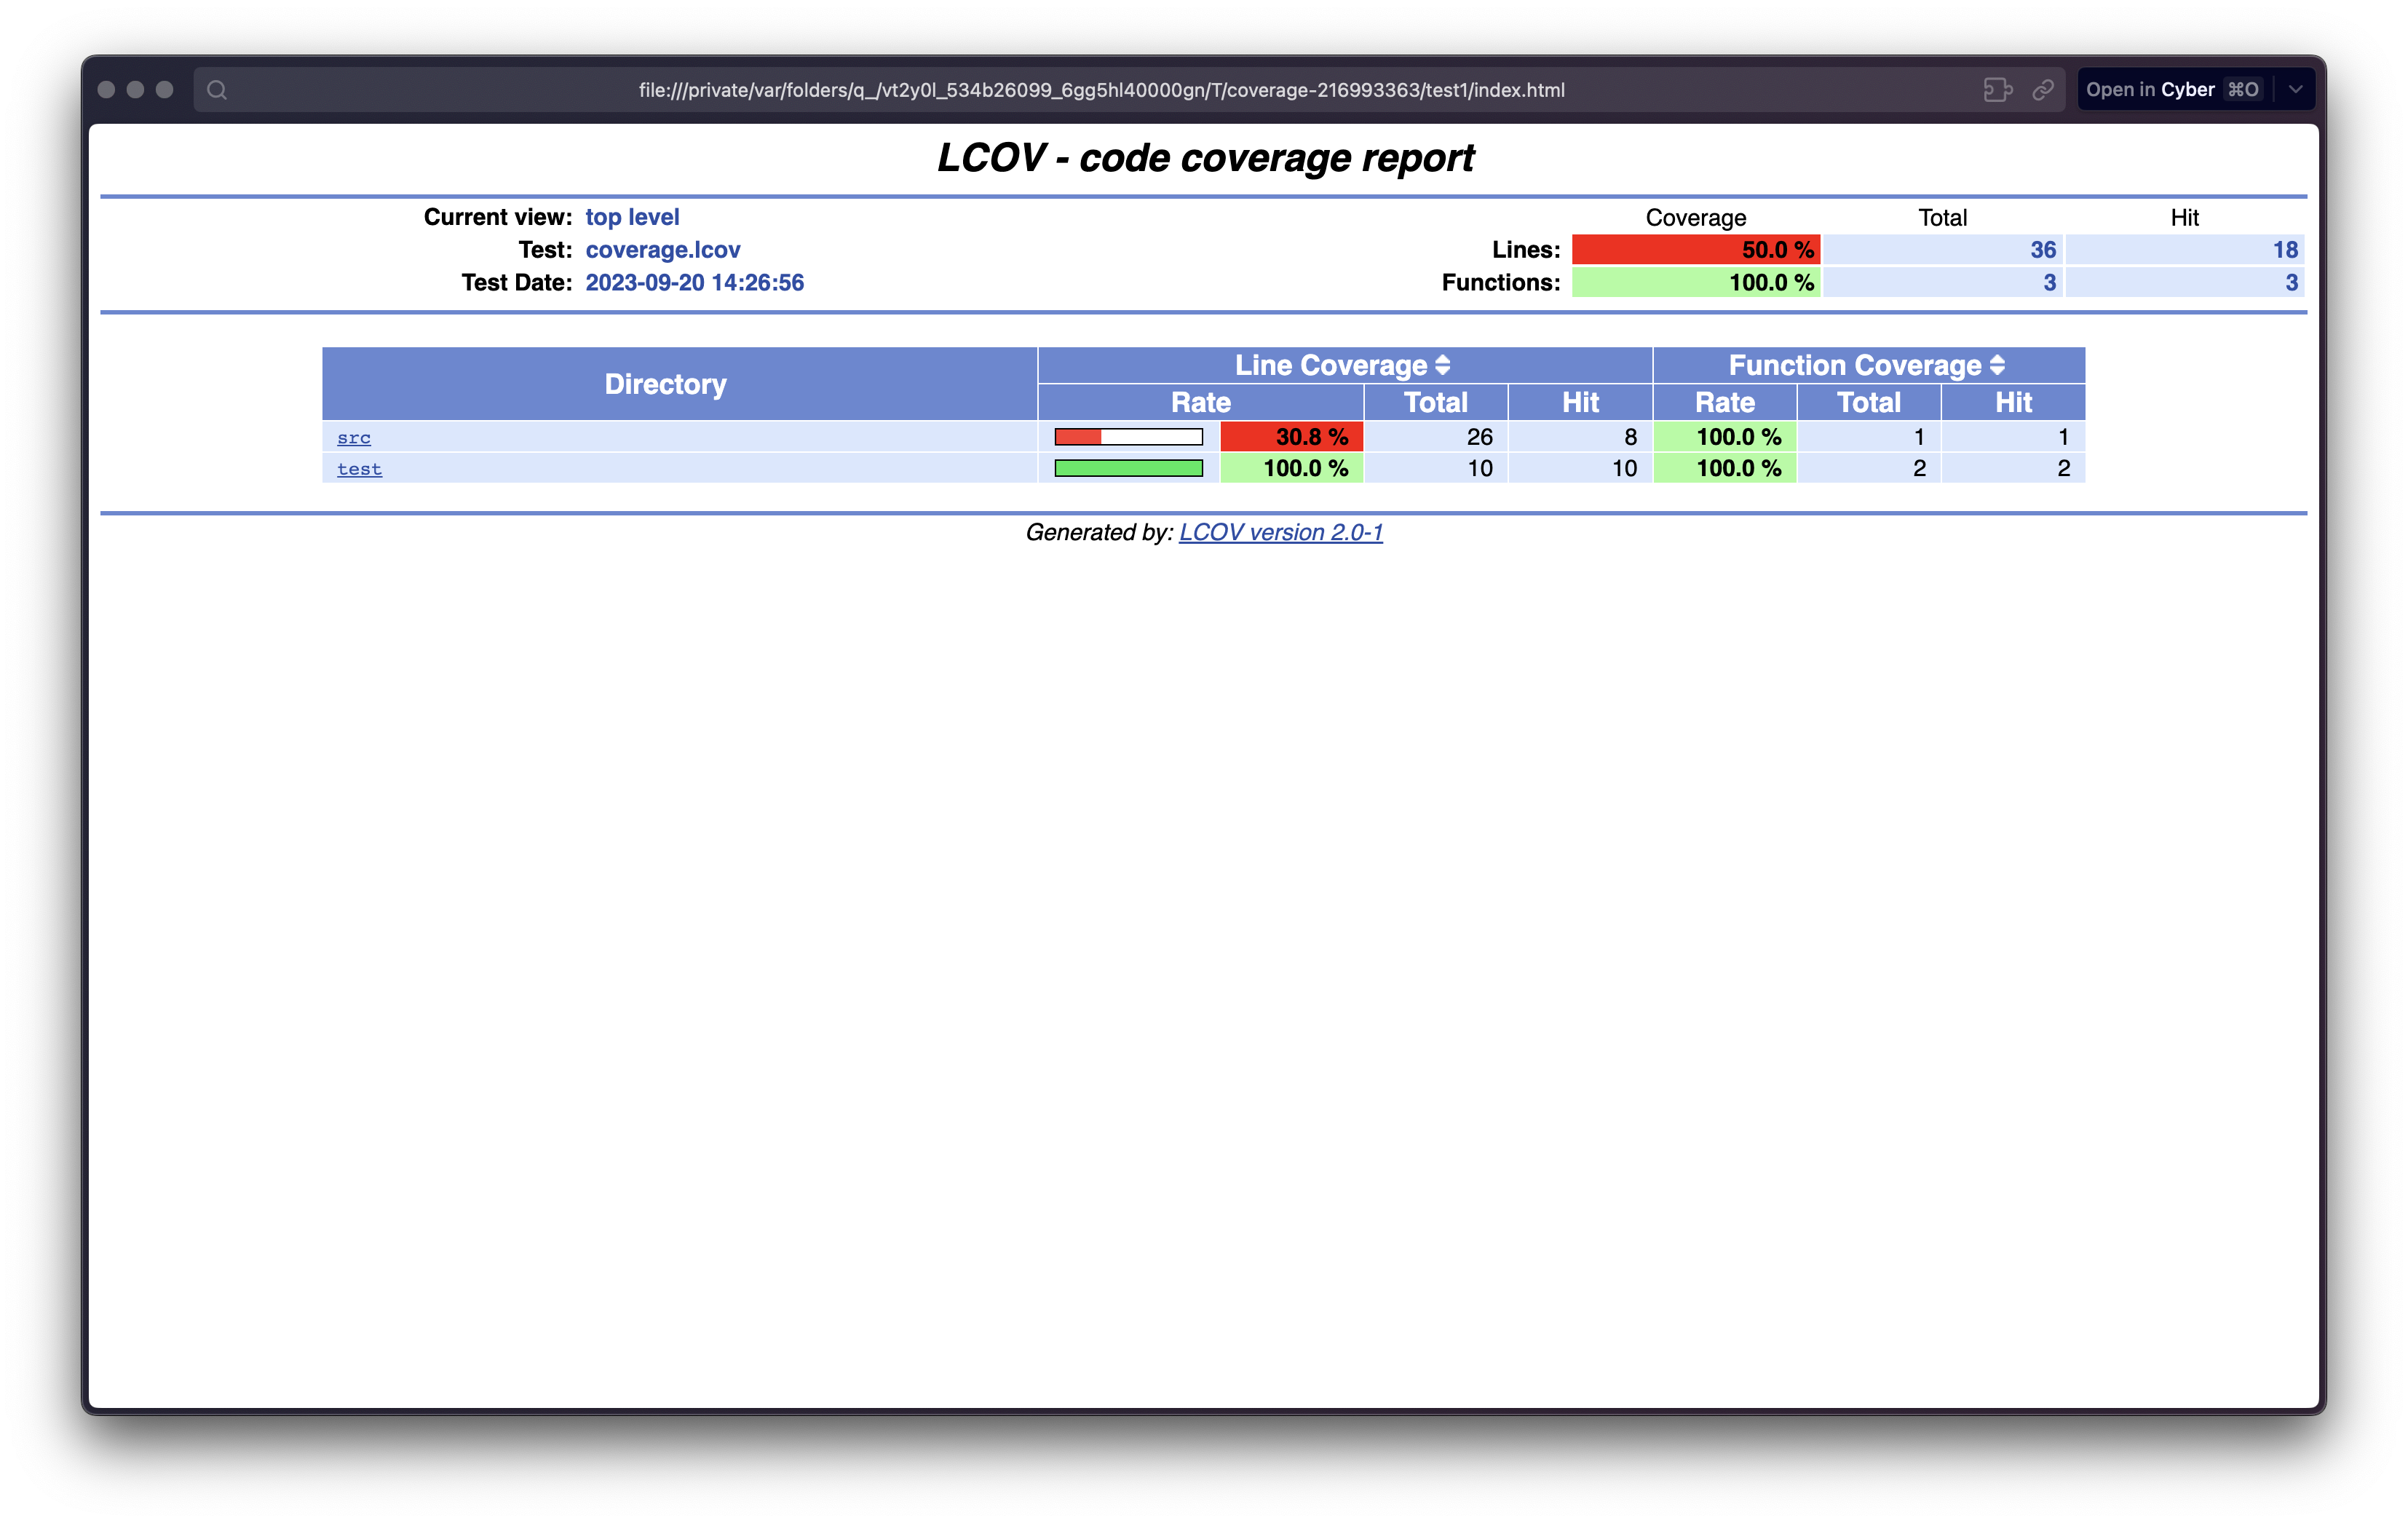 file:///private/var/folders/q_/vt2y0l_534b26099_6gg5hl40000gn/T/coverage-216993363/test1/index.html
Open in Cyber ⌘O
LCOV - code coverage report
Current view: top level
Coverage Total Hit
Test: coverage.lcov
Lines: 50.0 % 36 18
Test Date: 2023-09-20 14:26:56
Functions: 100.0 % 3 3
Directory Line Coverage Function Coverage
Rate Total Hit Rate Total Hit
src 30.8 % 26 8 100.0 % 1 1
test 100.0 % 10 10 100.0 % 2 2
Generated by: LCOV version 2.0-1